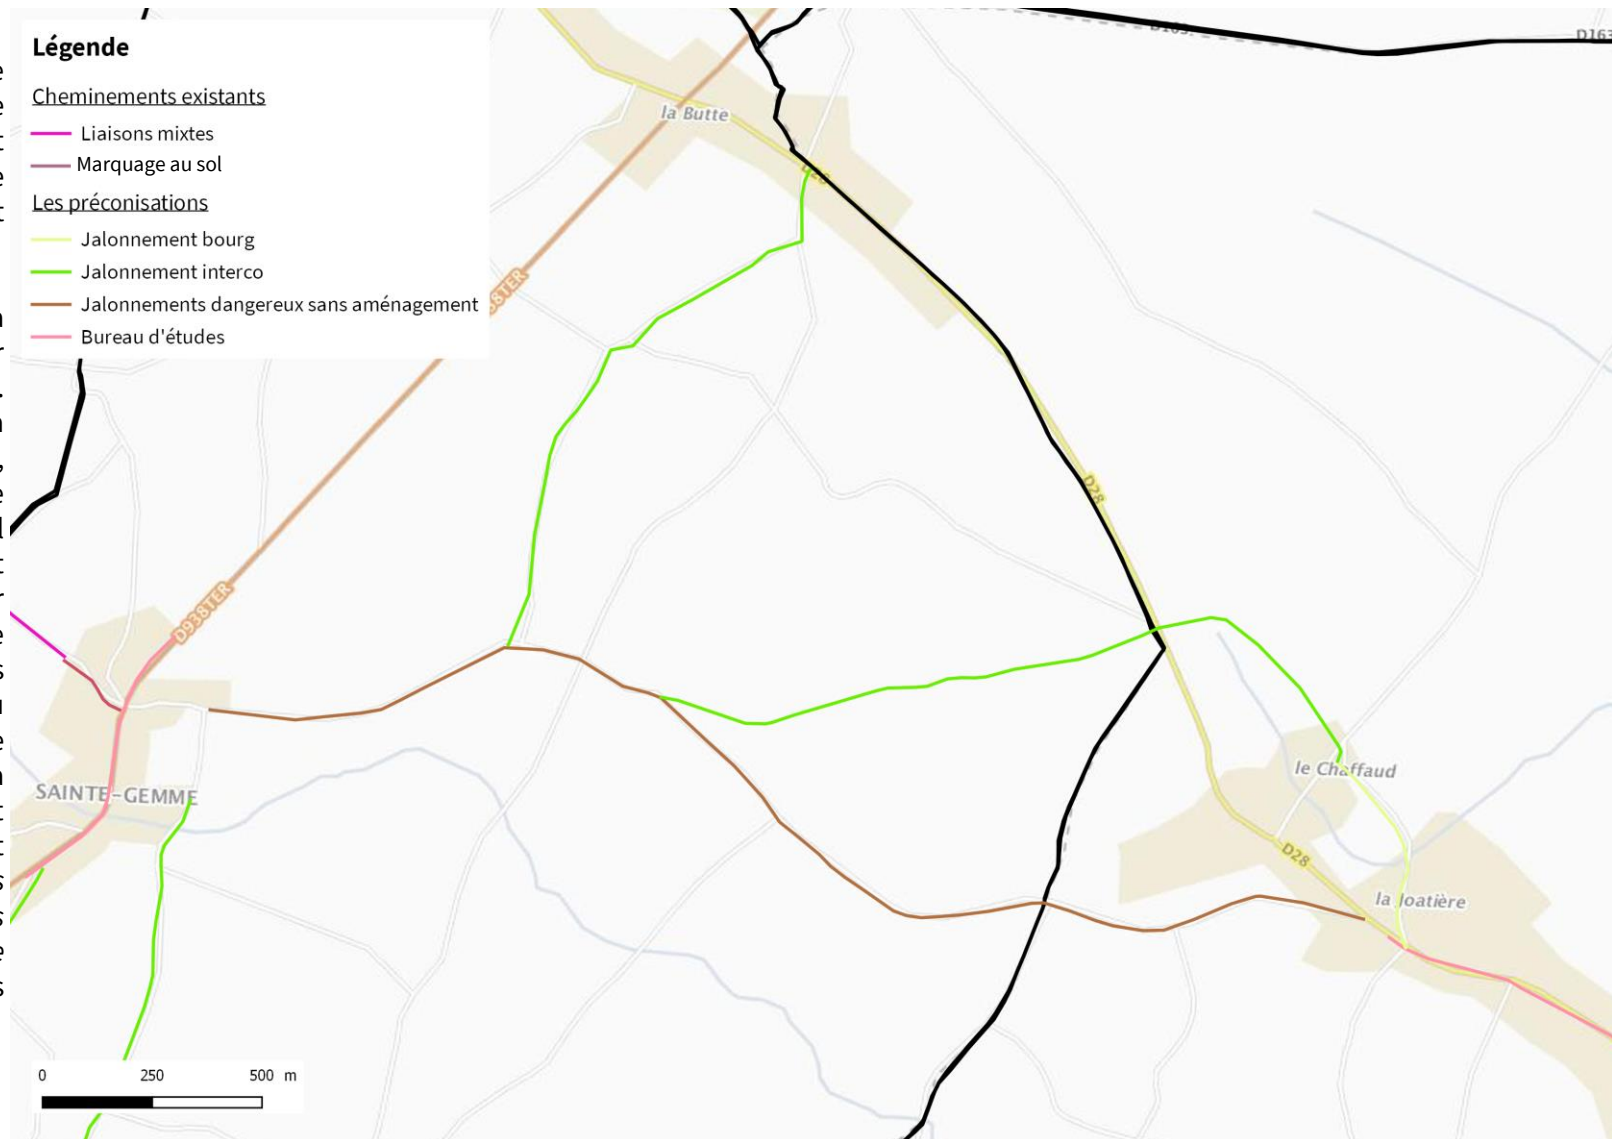 Légende
Cheminements existants
Liaisons mixtes
Marquage au sol
Les préconisations
Jalonnement bourg
Jalonnement interco
Jalonnements dangereux sans aménagement
Bureau d'études
la Butte
D28
D938TER
D28
SAINTE-GEMME
le Chaffaud
D28
la Joatière
0 250 500 m